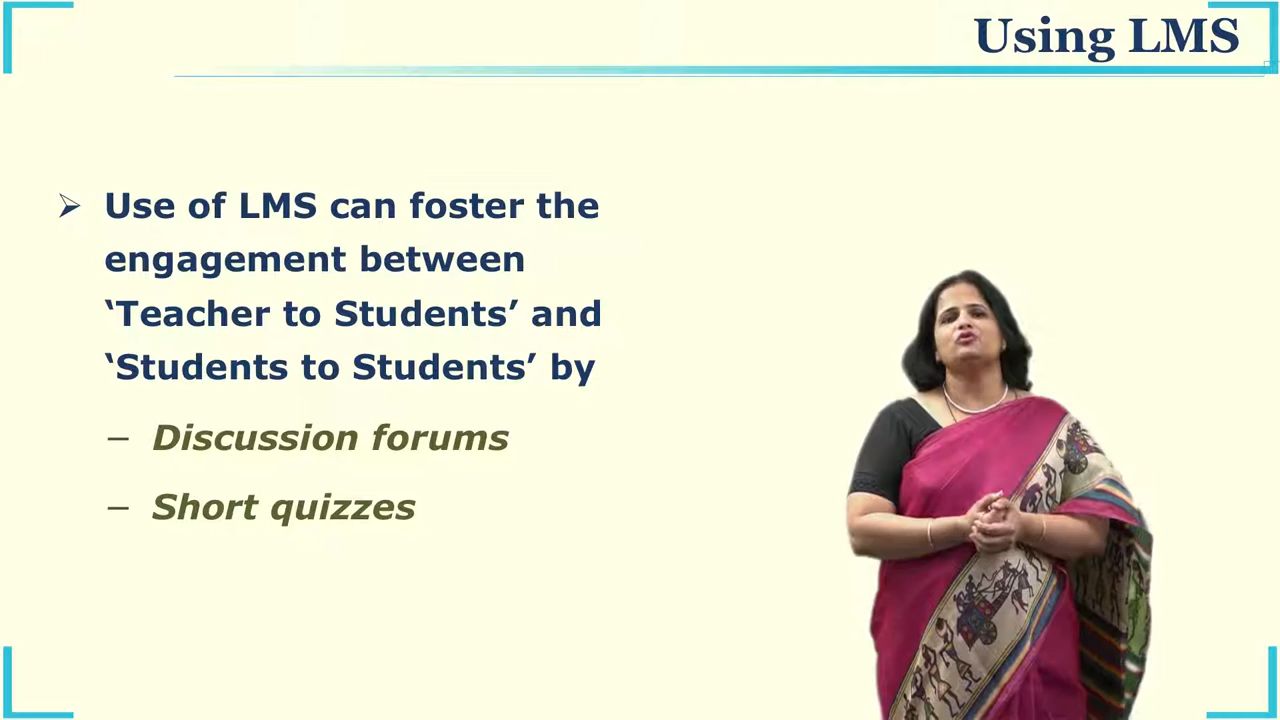 Using LMS
➢ Use of LMS can foster the
engagement between
‘Teacher to Students’ and
‘Students to Students’ by
– Discussion forums
– Short quizzes